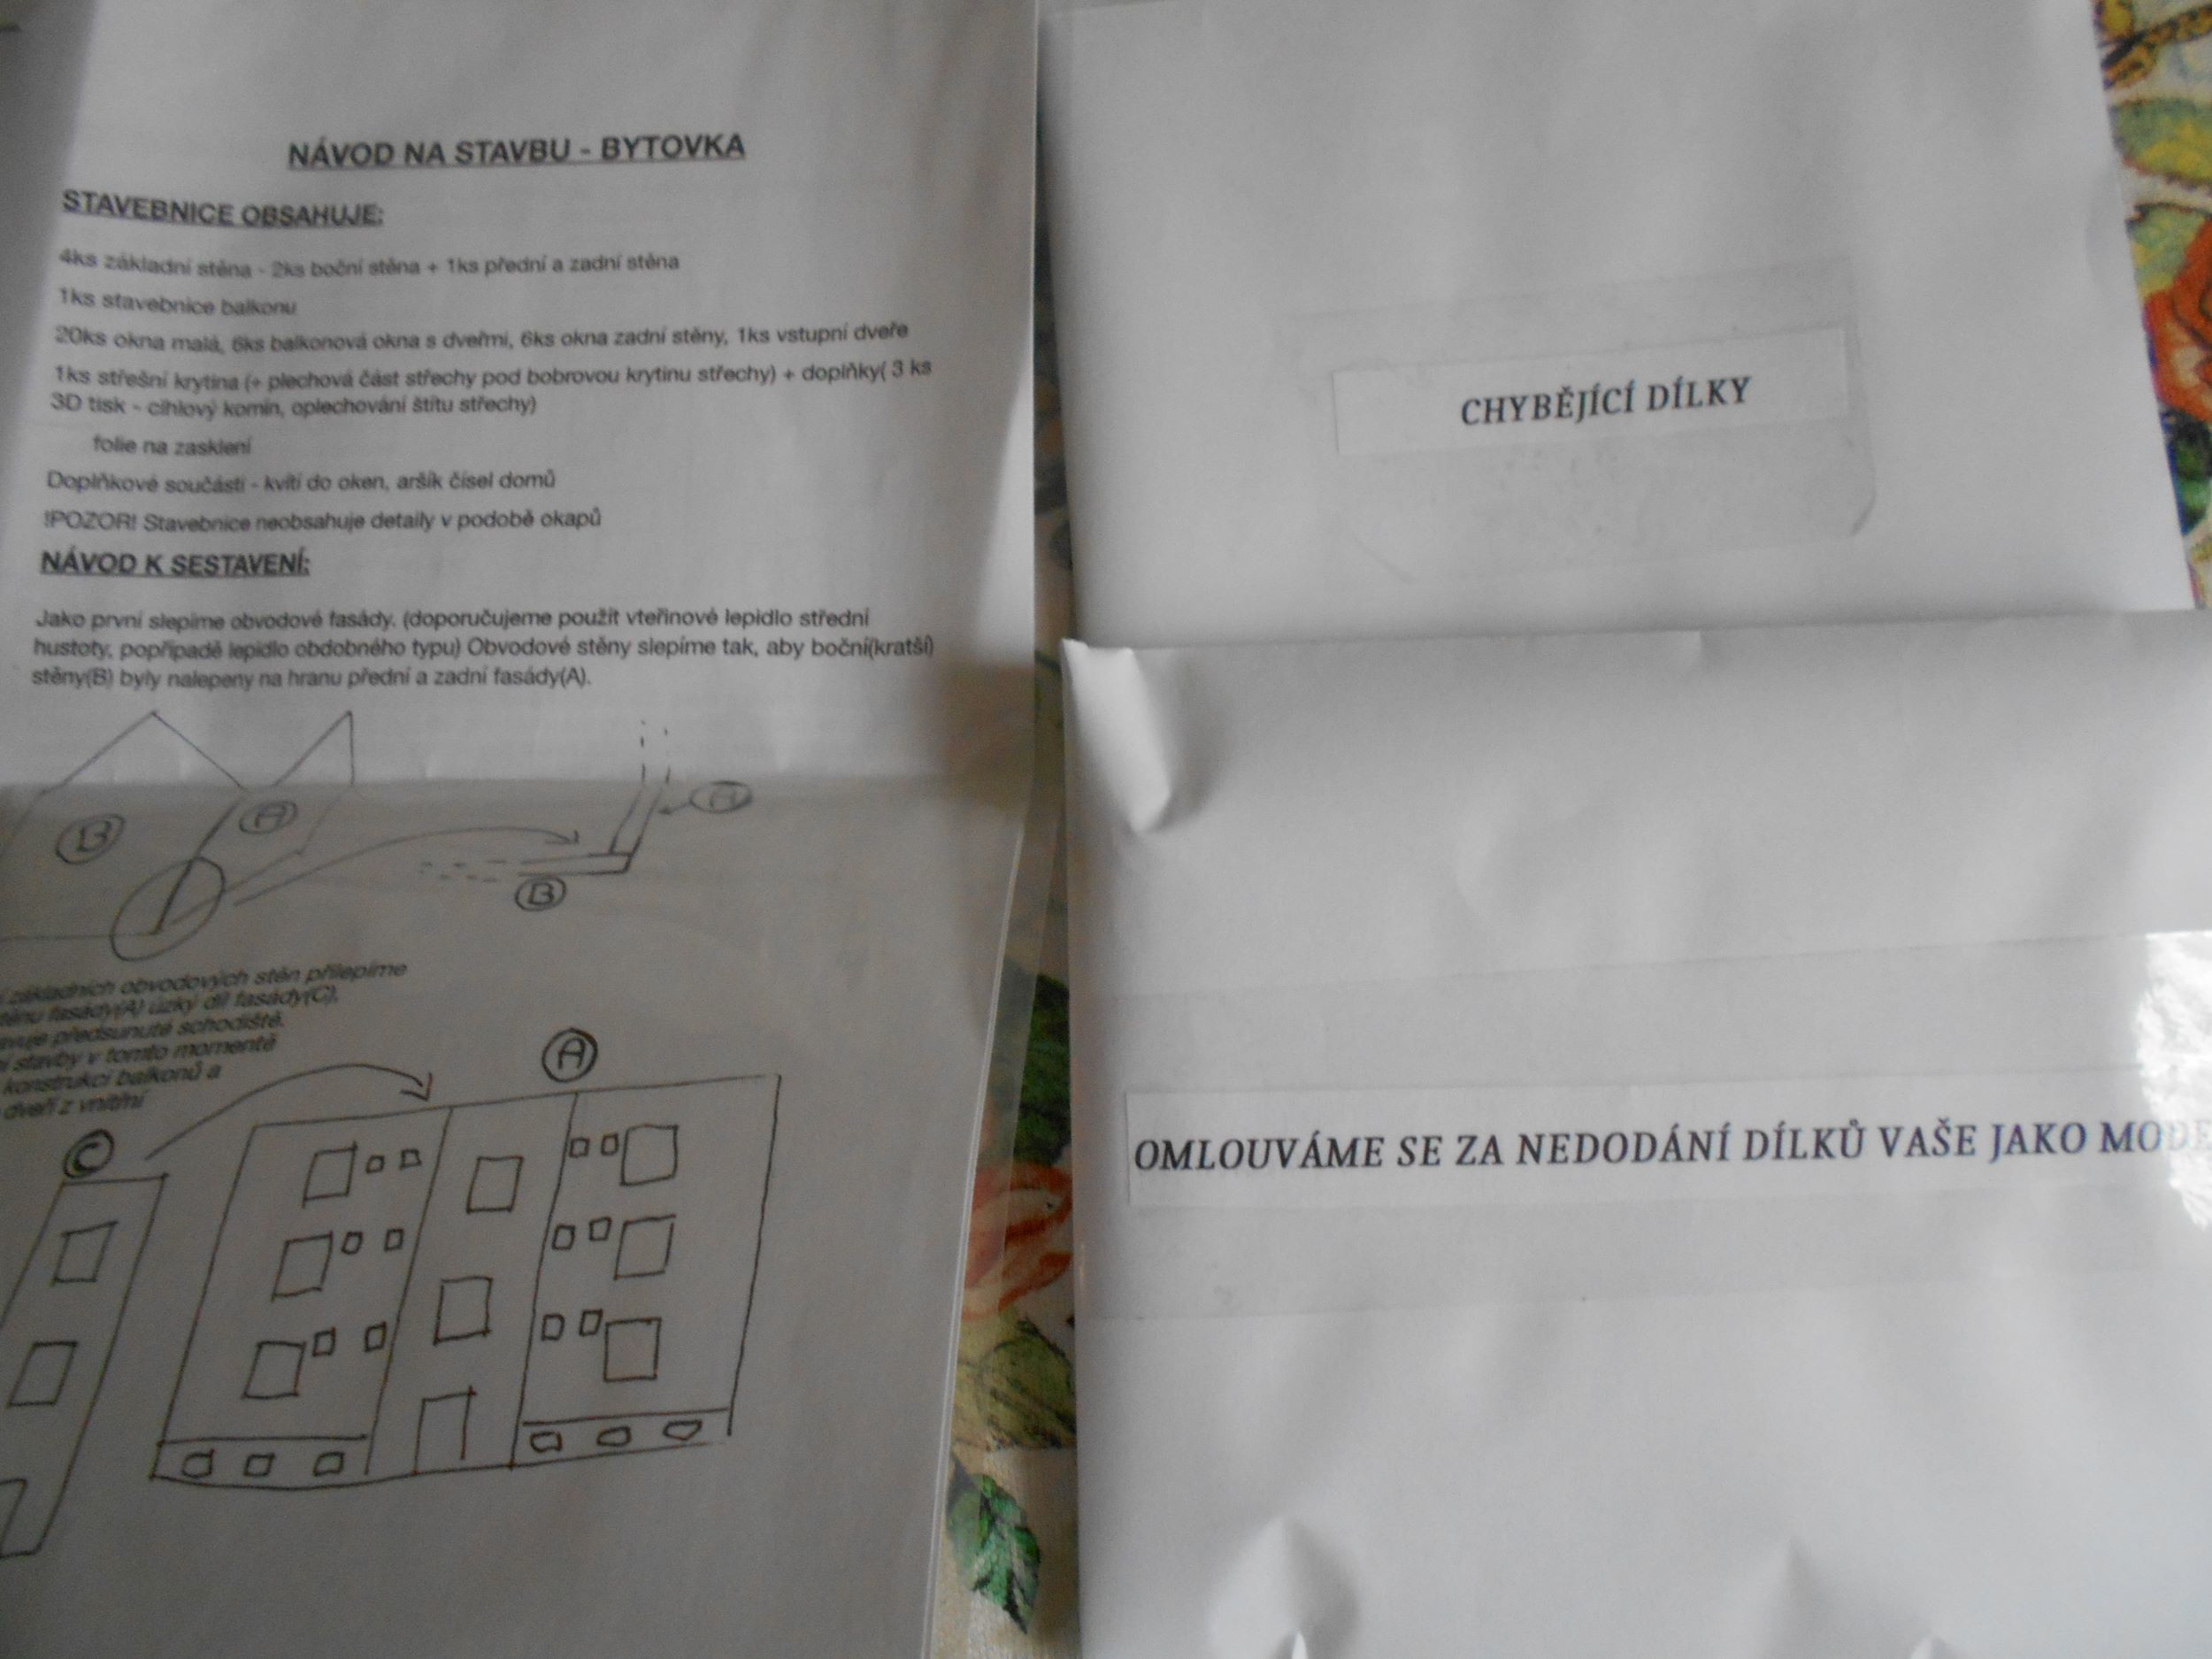 NÁVOD NA STAVBU - BYTOVKA
STAVEBNICE OBSAHUJE:
4ks základní stěna - 2ks boční stěna + 1ks přední a zadní stěna
1ks stavebnice balkonu
20ks okna malá, 6ks balkonová okna s dveřmi, 6ks okna zadní stěny, 1ks vstupní dveře
1ks střešní krytina (+ plechová část střechy pod bobrovou krytinu střechy) + doplňky( 3 ks
3D tisk - cihlový komín, oplechování štítu střechy)
folie na zasklení
Doplňkové součásti - kvítí do oken, aršík čísel domů
!POZOR! Stavebnice neobsahuje detaily v podobě okapů
NÁVOD K SESTAVENÍ:
Jako první slepíme obvodové fasády. (doporučujeme použít vteřinové lepidlo střední
hustoty, popřípadě lepidlo obdobného typu) Obvodové stěny slepíme tak, aby boční(kratší)
stěny(B) byly nalepeny na hranu přední a zadní fasády(A).
B
A
A
B
základních obvodových stěn přilepíme
fasády(A) úzký díl fasády(C),
předsunuté schodiště.
stavby v tomto momentě
konstrukcí balkonů a
dveří z vnitřní
A
C
CHYBĚJÍCÍ DÍLKY
OMLOUVÁME SE ZA NEDODÁNÍ DÍLKŮ VAŠE JAKO MODE